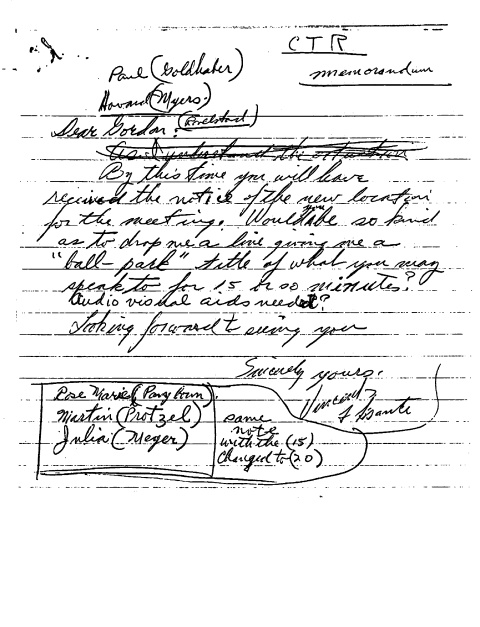 CTR
memorandum
Paul (Goldhaber)
Howard (Myers)
Dear Gordon:
As I understand the situation
By this time you will have
received the notice of the new location
for the meeting. Would you be so kind
as to drop me a line giving me a
"ball-park" title of what you may
speak to for 15 or so minutes?
Audio visual aids needed?
Looking forward to seeing you
Sincerely yours,
Vincent
Rose Marie
Martin (Protzel)
Julia (Meyer)
same
note
with the (15)
changed to (20)